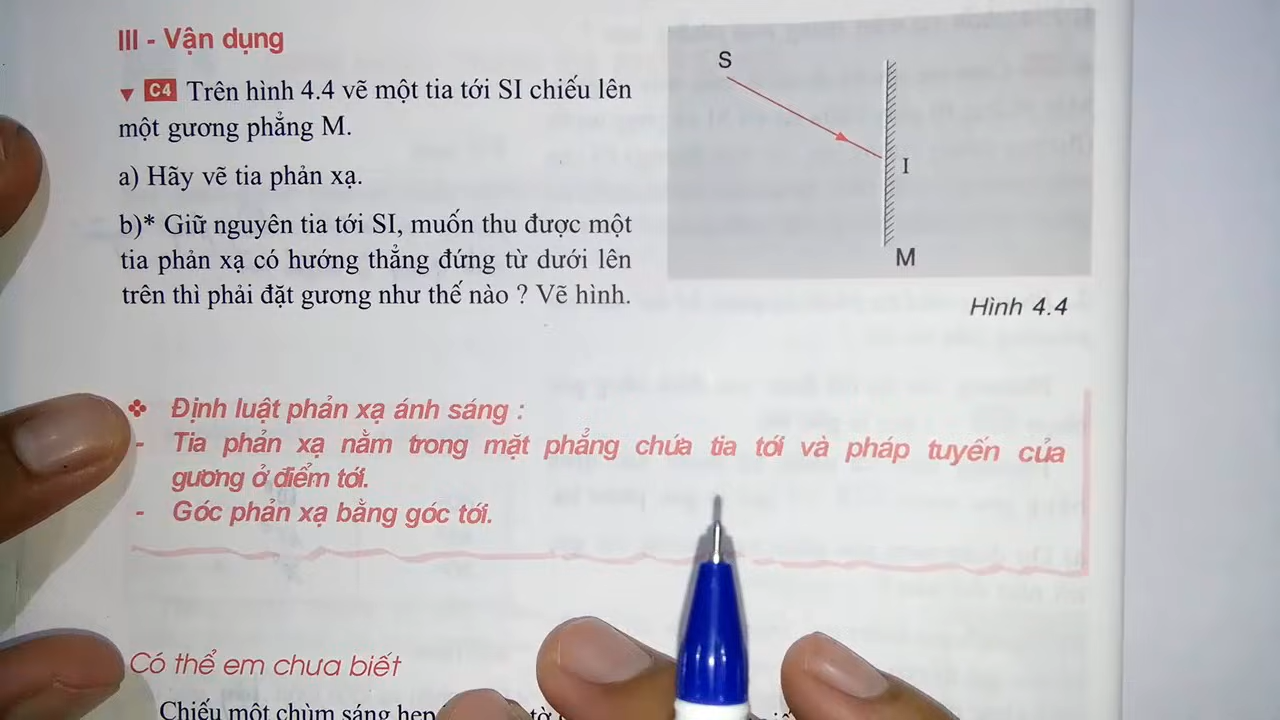 III - Vận dụng
C4 Trên hình 4.4 vẽ một tia tới SI chiếu lên
một gương phẳng M.
a) Hãy vẽ tia phản xạ.
b)* Giữ nguyên tia tới SI, muốn thu được một
tia phản xạ có hướng thẳng đứng từ dưới lên
trên thì phải đặt gương như thế nào ? Vẽ hình.
S
I
M
Hình 4.4
Định luật phản xạ ánh sáng :
- Tia phản xạ nằm trong mặt phẳng chứa tia tới và pháp tuyến của
gương ở điểm tới.
- Góc phản xạ bằng góc tới.
Có thể em chưa biết
Chiếu một chùm sáng hẹp